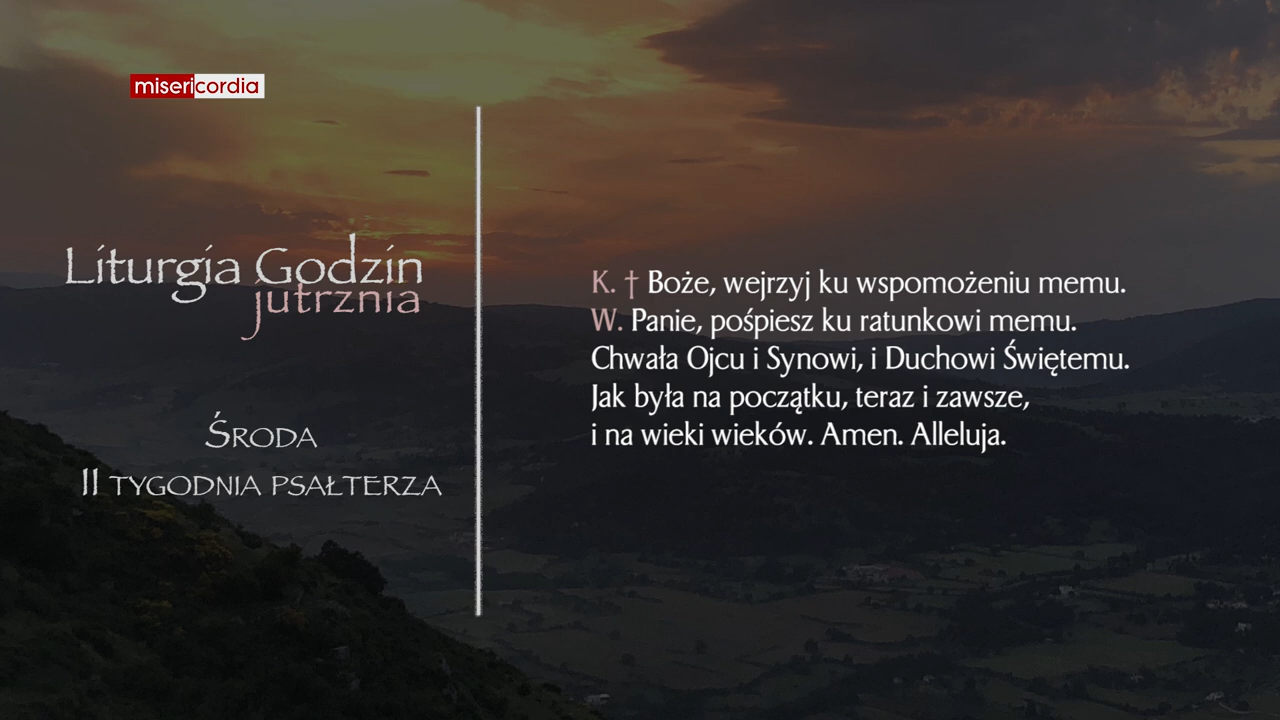 misericordia
Liturgia Godzin
jutrznia
Środa
II tygodnia psałterza
K. † Boże, wejrzyj ku wspomożeniu memu.
W. Panie, pośpiesz ku ratunkowi memu.
Chwała Ojcu i Synowi, i Duchowi Świętemu.
Jak była na początku, teraz i zawsze,
i na wieki wieków. Amen. Alleluja.